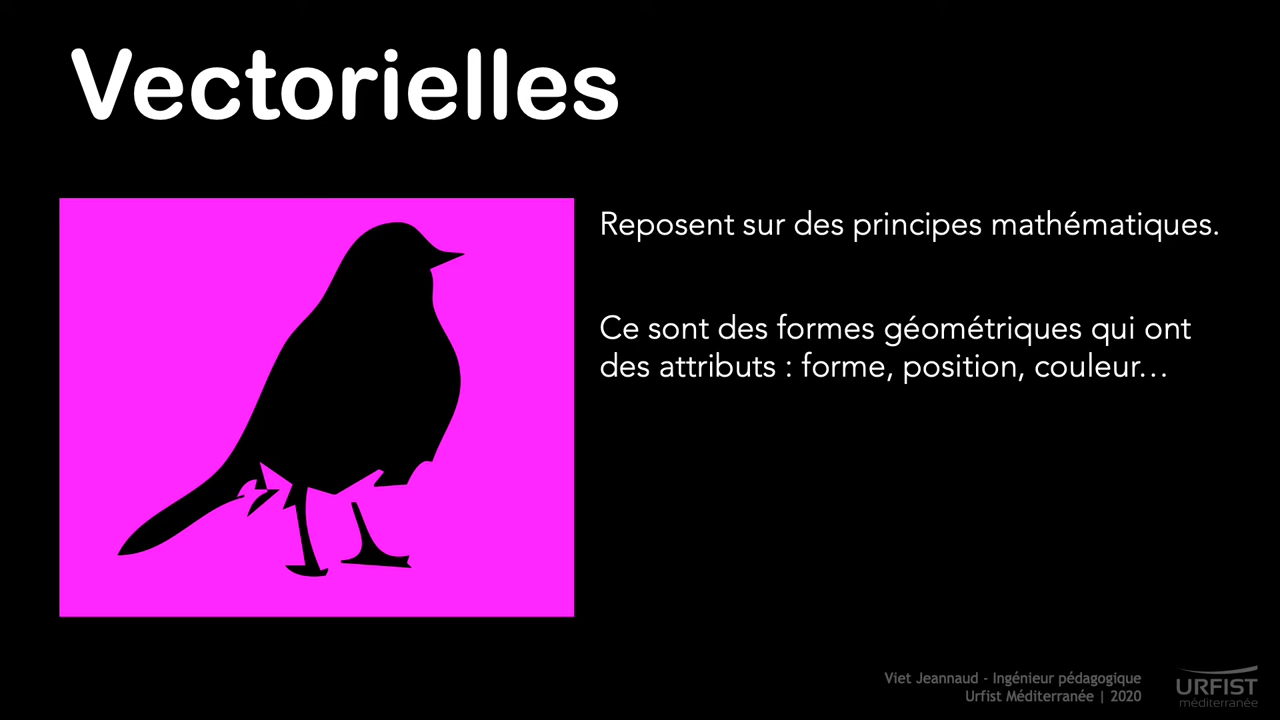 Vectorielles
Reposent sur des principes mathématiques.
Ce sont des formes géométriques qui ont
des attributs : forme, position, couleur…
Viet Jeannaud - Ingénieur pédagogique
Urfist Méditerranée | 2020
URFIST
méditerranée